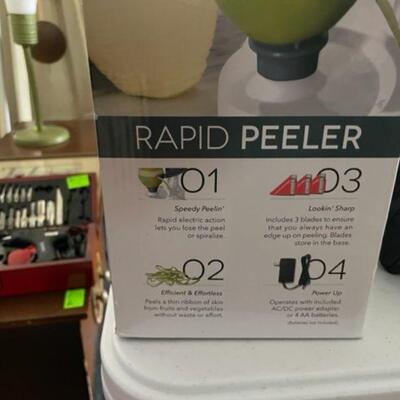 RAPID PEELER
01
Speedy Peelin'
Rapid electric action
lets you lose the peel
or spiralize.
03
Lookin' Sharp
Includes 3 blades to ensure
that you always have an
edge up on peeling. Blades
store in the base.
02
Efficient & Effortless
Peels a thin ribbon of skin
from fruits and vegetables
without waste or effort.
04
Power Up
Operates with included
AC/DC power adapter
or 4 AA batteries.
(Batteries not included)